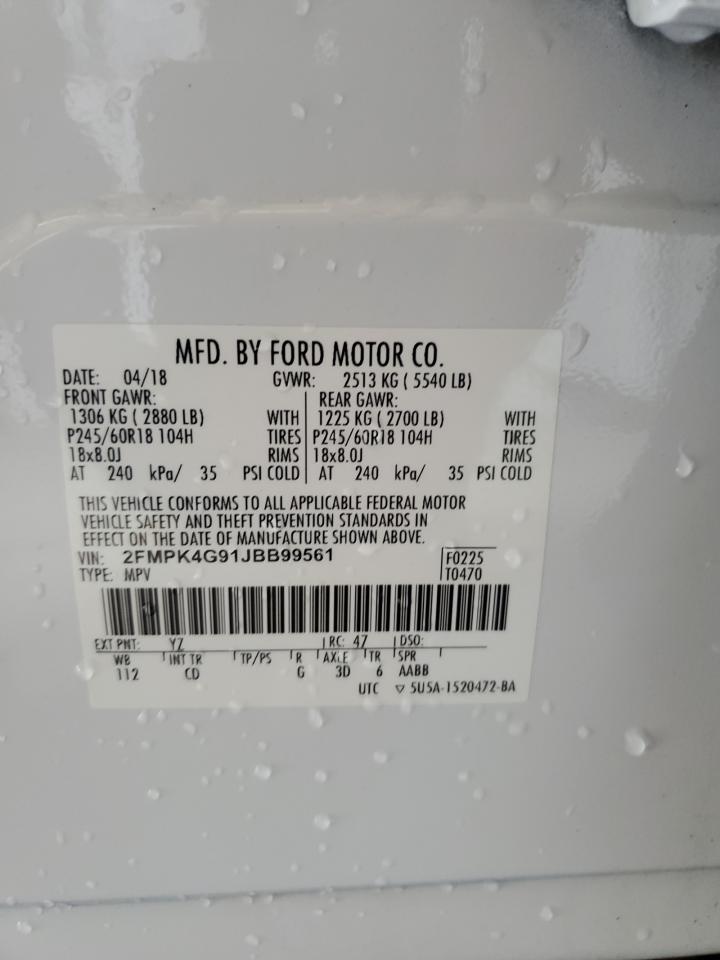 MFD. BY FORD MOTOR CO.
DATE: 04/18 GVWR: 2513 KG ( 5540 LB)
FRONT GAWR: REAR GAWR:
1306 KG ( 2880 LB) WITH 1225 KG ( 2700 LB) WITH
P245/60R18 104H TIRES P245/60R18 104H TIRES
18x8.0J RIMS 18x8.0J RIMS
AT 240 kPa/ 35 PSI COLD AT 240 kPa/ 35 PSI COLD
THIS VEHICLE CONFORMS TO ALL APPLICABLE FEDERAL MOTOR
VEHICLE SAFETY AND THEFT PREVENTION STANDARDS IN
EFFECT ON THE DATE OF MANUFACTURE SHOWN ABOVE.
VIN: 2FMPK4G91JBB99561 F0225
TYPE: MPV T0470
EXT PNT: YZ RC: 47 DSO:
WB INT TR TP/PS R AXLE TR SPR
112 CD G 3D 6 AABB
UTC ▽ 5U5A-1520472-BA